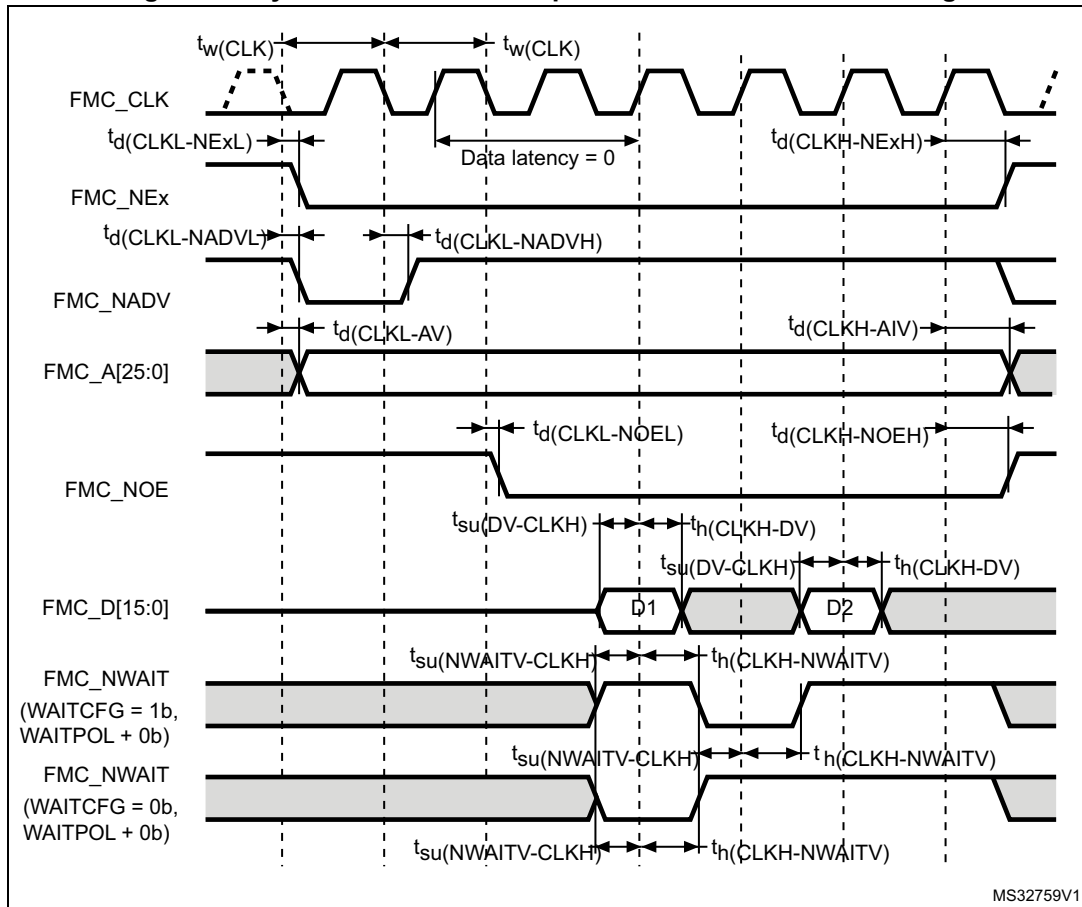 tw(CLK) tw(CLK)
FMC_CLK
td(CLKL-NExL) Data latency = 0 td(CLKH-NExH)
FMC_NEx
td(CLKL-NADVL) td(CLKL-NADVH)
FMC_NADV
td(CLKL-AV) td(CLKH-AIV)
FMC_A[25:0]
td(CLKL-NOEL) td(CLKH-NOEH)
FMC_NOE
tsu(DV-CLKH) th(CLKH-DV)
tsu(DV-CLKH) th(CLKH-DV)
FMC_D[15:0] D1 D2
tsu(NWAITV-CLKH) th(CLKH-NWAITV)
FMC_NWAIT
(WAITCFG = 1b,
WAITPOL + 0b)
tsu(NWAITV-CLKH) th(CLKH-NWAITV)
FMC_NWAIT
(WAITCFG = 0b,
WAITPOL + 0b)
tsu(NWAITV-CLKH) th(CLKH-NWAITV)
MS32759V1